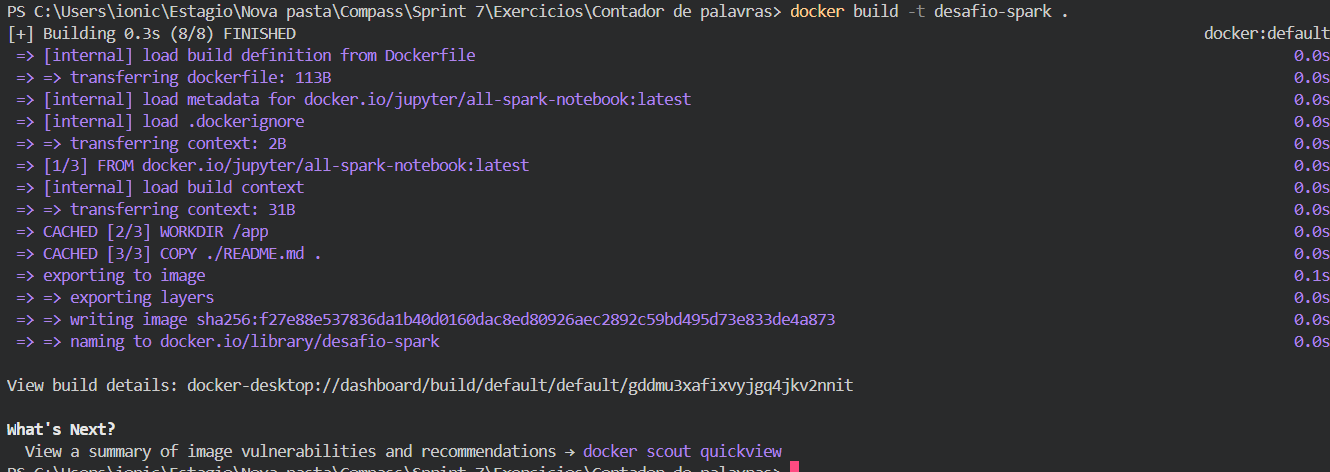 PS C:\Users\ionic\Estagio\Nova pasta\Compass\Sprint 7\Exercicios\Contador de palavras> docker build -t desafio-spark .
[+] Building 0.3s (8/8) FINISHED docker:default
=> [internal] load build definition from Dockerfile 0.0s
=> => transferring dockerfile: 113B 0.0s
=> [internal] load metadata for docker.io/jupyter/all-spark-notebook:latest 0.0s
=> [internal] load .dockerignore 0.0s
=> => transferring context: 2B 0.0s
=> [1/3] FROM docker.io/jupyter/all-spark-notebook:latest 0.0s
=> [internal] load build context 0.0s
=> => transferring context: 31B 0.0s
=> CACHED [2/3] WORKDIR /app 0.0s
=> CACHED [3/3] COPY ./README.md . 0.0s
=> exporting to image 0.1s
=> => exporting layers 0.0s
=> => writing image sha256:f27e88e537836da1b40d0160dac8ed80926aec2892c59bd495d73e833de4a873 0.0s
=> => naming to docker.io/library/desafio-spark 0.0s
View build details: docker-desktop://dashboard/build/default/default/gddmu3xafixvyjgq4jkv2nnit
What's Next?
View a summary of image vulnerabilities and recommendations → docker scout quickview
PS C:\Users\ionic\Estagio\Nova pasta\Compass\Sprint 7\Exercicios\Contador de palavras>